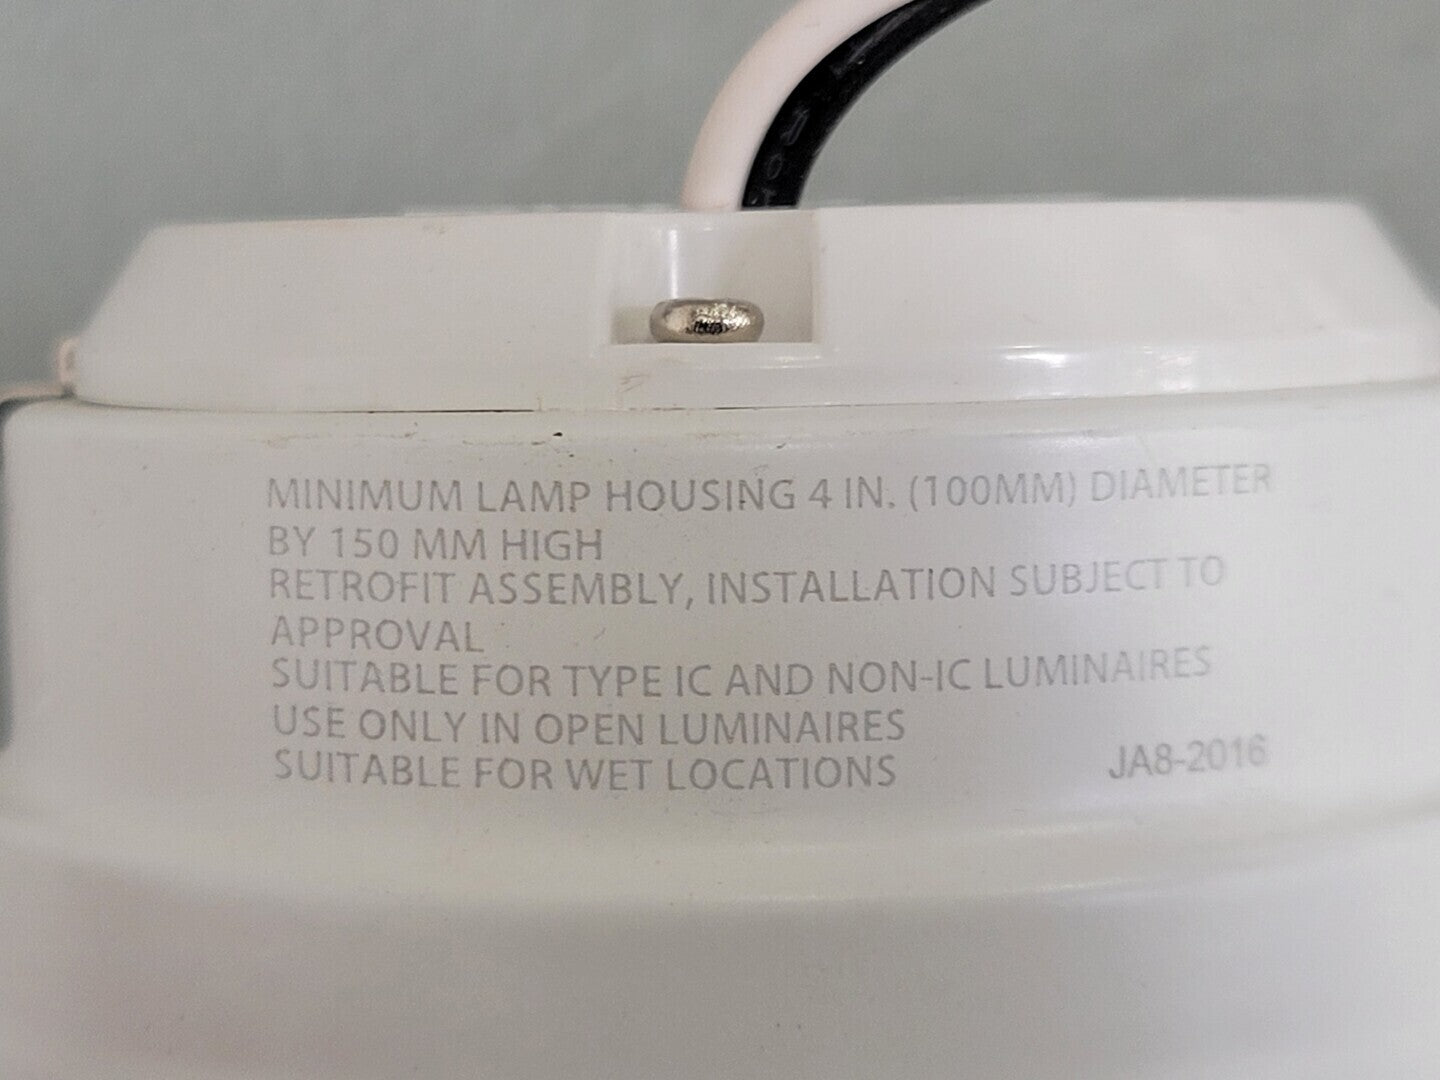 MINIMUM LAMP HOUSING 4 IN. (100MM) DIAMETER
BY 150 MM HIGH
RETROFIT ASSEMBLY, INSTALLATION SUBJECT TO
APPROVAL
SUITABLE FOR TYPE IC AND NON-IC LUMINAIRES
USE ONLY IN OPEN LUMINAIRES
SUITABLE FOR WET LOCATIONS JA8-2016